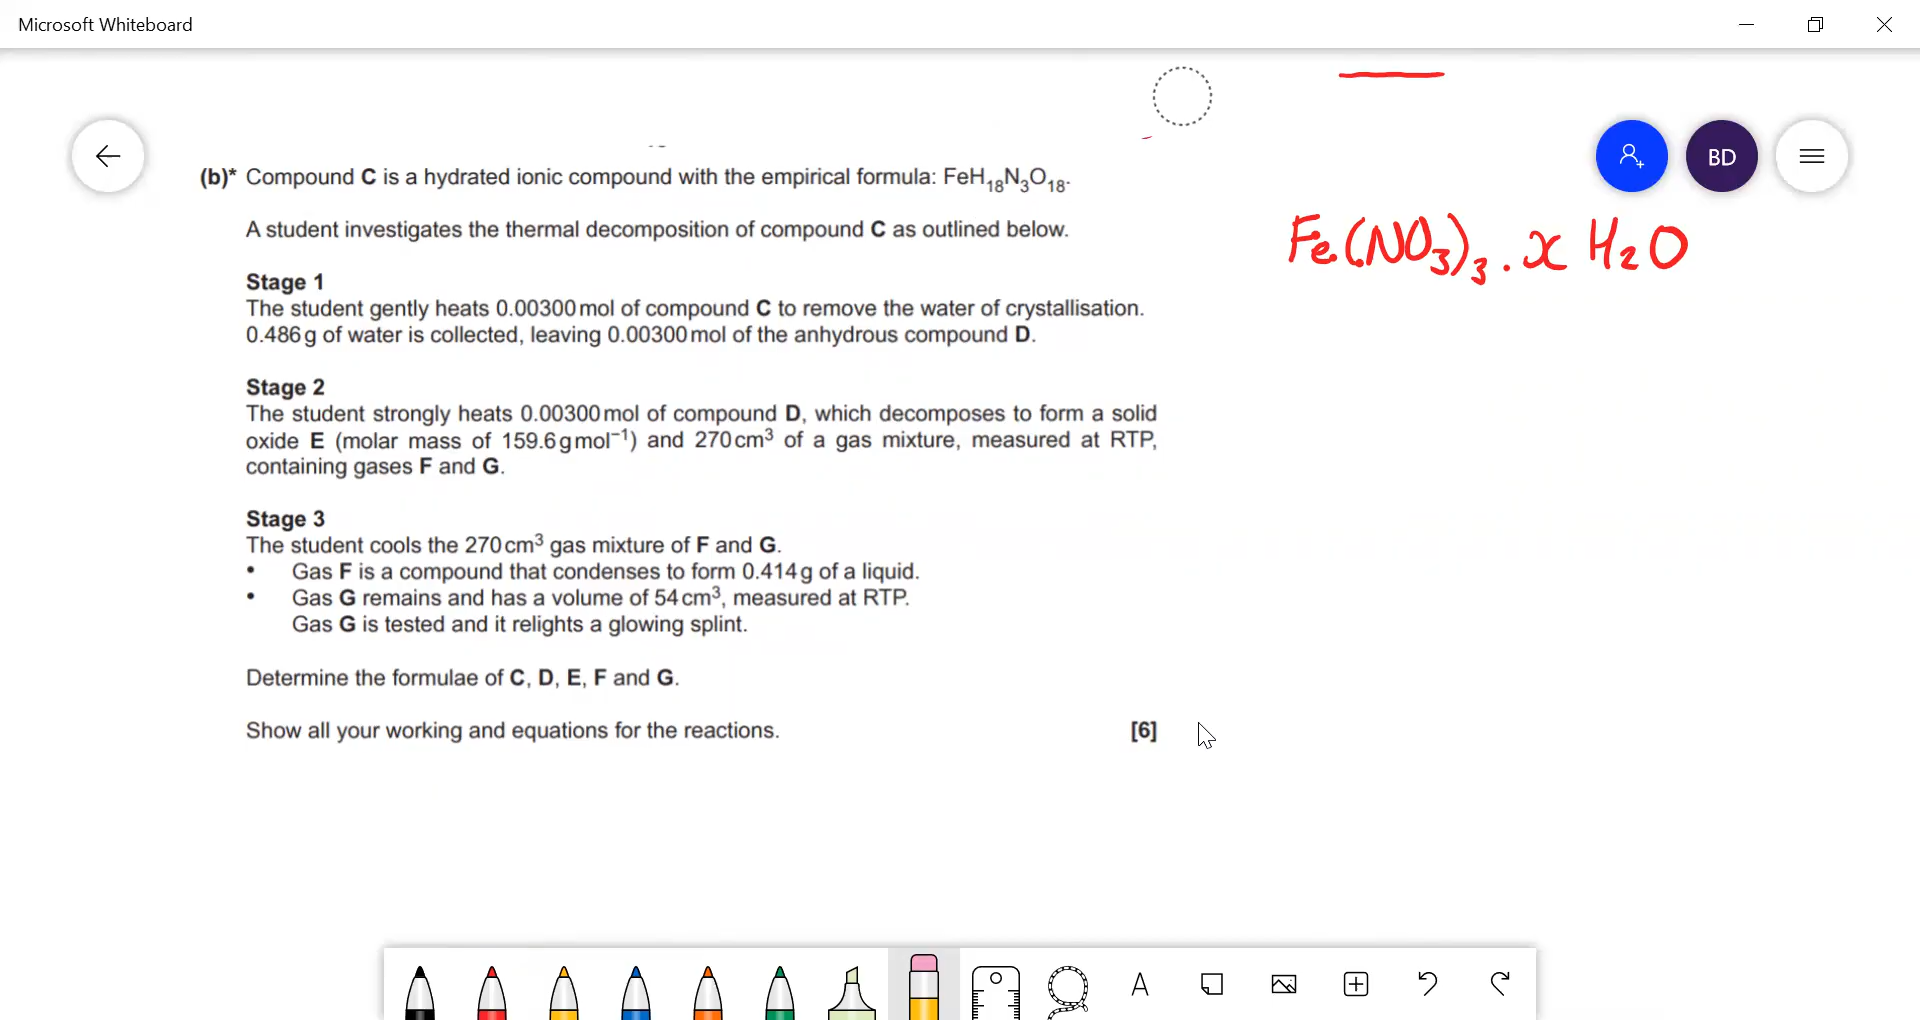 Microsoft Whiteboard
BD
(b)* Compound C is a hydrated ionic compound with the empirical formula: FeH₁₈N₃O₁₈.
Fe(NO₃)₃ . x H₂O
A student investigates the thermal decomposition of compound C as outlined below.
Stage 1
The student gently heats 0.00300 mol of compound C to remove the water of crystallisation.
0.486 g of water is collected, leaving 0.00300 mol of the anhydrous compound D.
Stage 2
The student strongly heats 0.00300 mol of compound D, which decomposes to form a solid
oxide E (molar mass of 159.6 g mol⁻¹) and 270 cm³ of a gas mixture, measured at RTP,
containing gases F and G.
Stage 3
The student cools the 270 cm³ gas mixture of F and G.
• Gas F is a compound that condenses to form 0.414 g of a liquid.
• Gas G remains and has a volume of 54 cm³, measured at RTP.
Gas G is tested and it relights a glowing splint.
Determine the formulae of C, D, E, F and G.
Show all your working and equations for the reactions. [6]
A